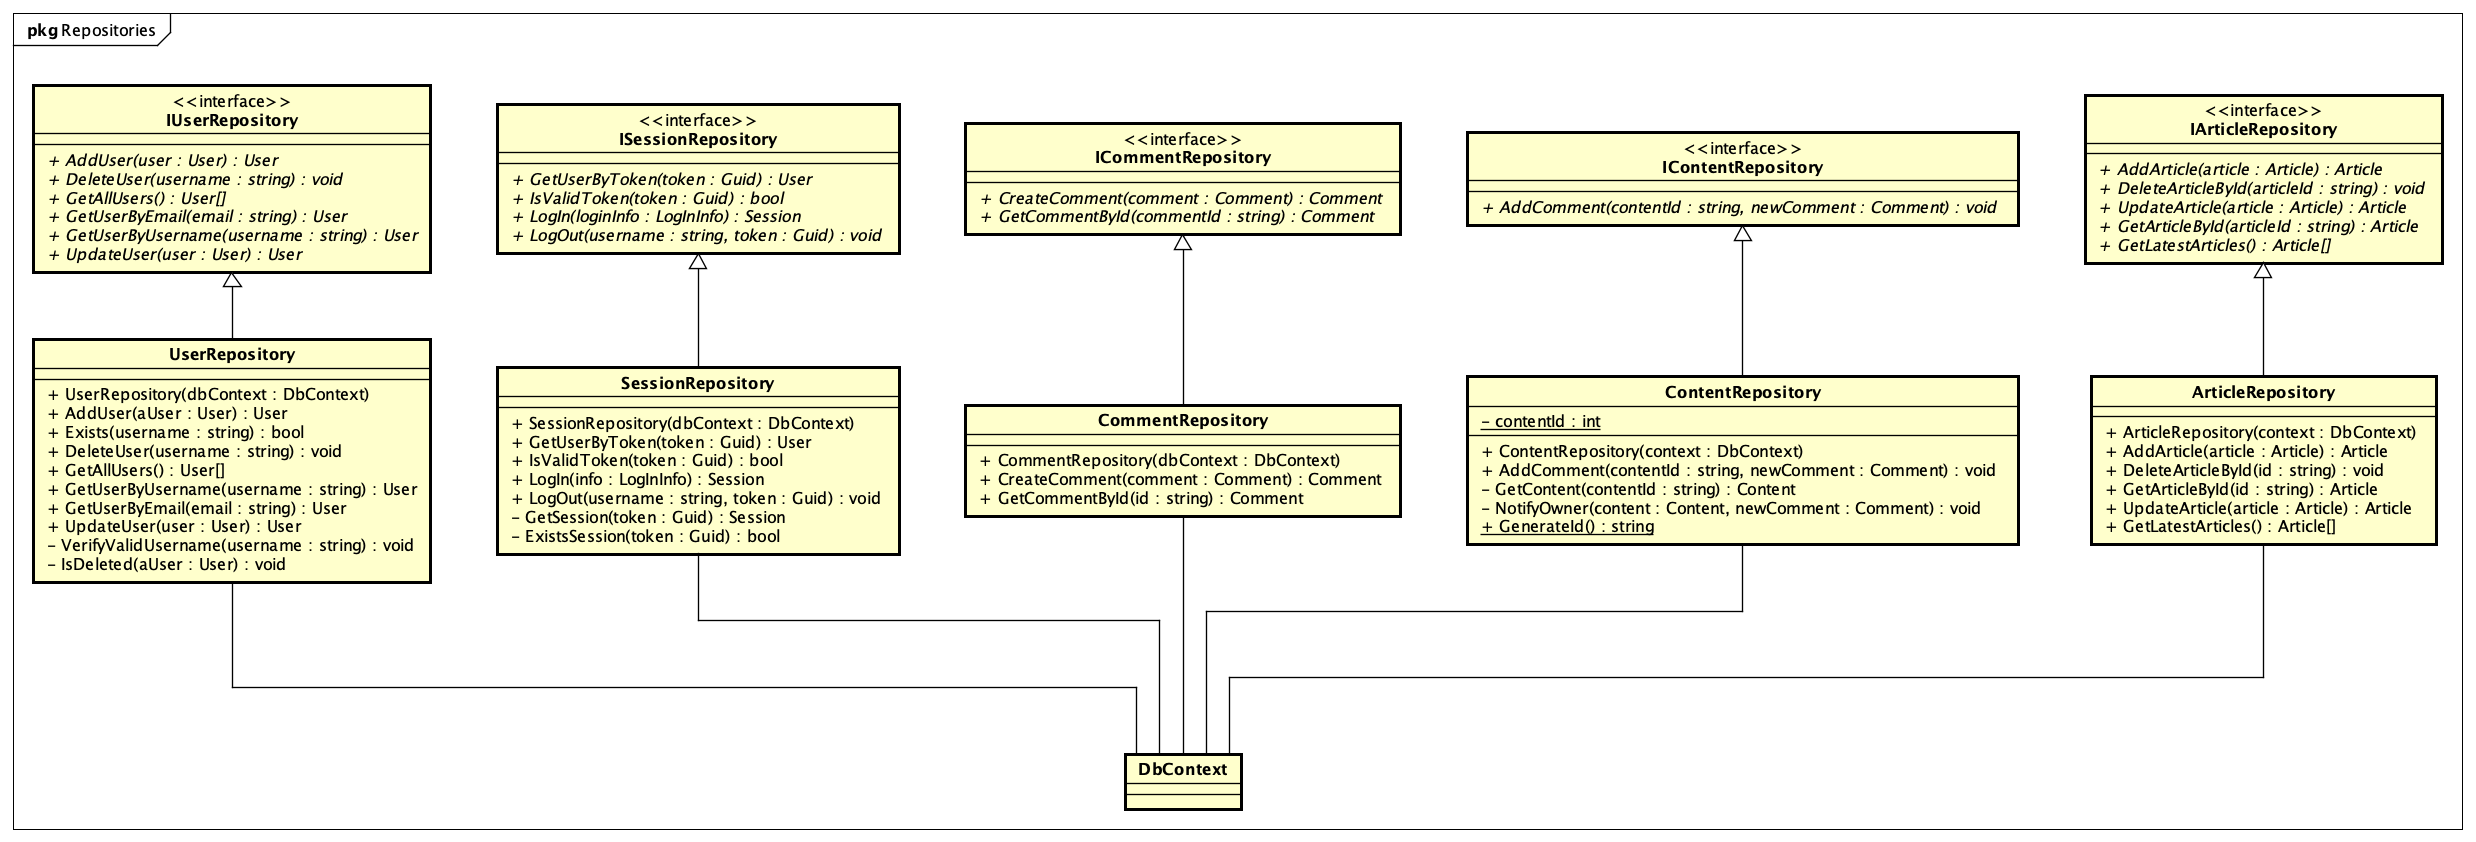 pkg Repositories
<<interface>>
IUserRepository
+ AddUser(user : User) : User
+ DeleteUser(username : string) : void
+ GetAllUsers() : User[]
+ GetUserByEmail(email : string) : User
+ GetUserByUsername(username : string) : User
+ UpdateUser(user : User) : User
<<interface>>
ISessionRepository
+ GetUserByToken(token : Guid) : User
+ IsValidToken(token : Guid) : bool
+ LogIn(loginInfo : LogInInfo) : Session
+ LogOut(username : string, token : Guid) : void
<<interface>>
ICommentRepository
+ CreateComment(comment : Comment) : Comment
+ GetCommentById(commentId : string) : Comment
<<interface>>
IContentRepository
+ AddComment(contentId : string, newComment : Comment) : void
<<interface>>
IArticleRepository
+ AddArticle(article : Article) : Article
+ DeleteArticleById(articleId : string) : void
+ UpdateArticle(article : Article) : Article
+ GetArticleById(articleId : string) : Article
+ GetLatestArticles() : Article[]
UserRepository
+ UserRepository(dbContext : DbContext)
+ AddUser(aUser : User) : User
+ Exists(username : string) : bool
+ DeleteUser(username : string) : void
+ GetAllUsers() : User[]
+ GetUserByUsername(username : string) : User
+ GetUserByEmail(email : string) : User
+ UpdateUser(user : User) : User
- VerifyValidUsername(username : string) : void
- IsDeleted(aUser : User) : void
SessionRepository
+ SessionRepository(dbContext : DbContext)
+ GetUserByToken(token : Guid) : User
+ IsValidToken(token : Guid) : bool
+ LogIn(info : LogInInfo) : Session
+ LogOut(username : string, token : Guid) : void
- GetSession(token : Guid) : Session
- ExistsSession(token : Guid) : bool
CommentRepository
+ CommentRepository(dbContext : DbContext)
+ CreateComment(comment : Comment) : Comment
+ GetCommentById(id : string) : Comment
ContentRepository
- contentId : int
+ ContentRepository(context : DbContext)
+ AddComment(contentId : string, newComment : Comment) : void
- GetContent(contentId : string) : Content
- NotifyOwner(content : Content, newComment : Comment) : void
+ GenerateId() : string
ArticleRepository
+ ArticleRepository(context : DbContext)
+ AddArticle(article : Article) : Article
+ DeleteArticleById(id : string) : void
+ GetArticleById(id : string) : Article
+ UpdateArticle(article : Article) : Article
+ GetLatestArticles() : Article[]
DbContext